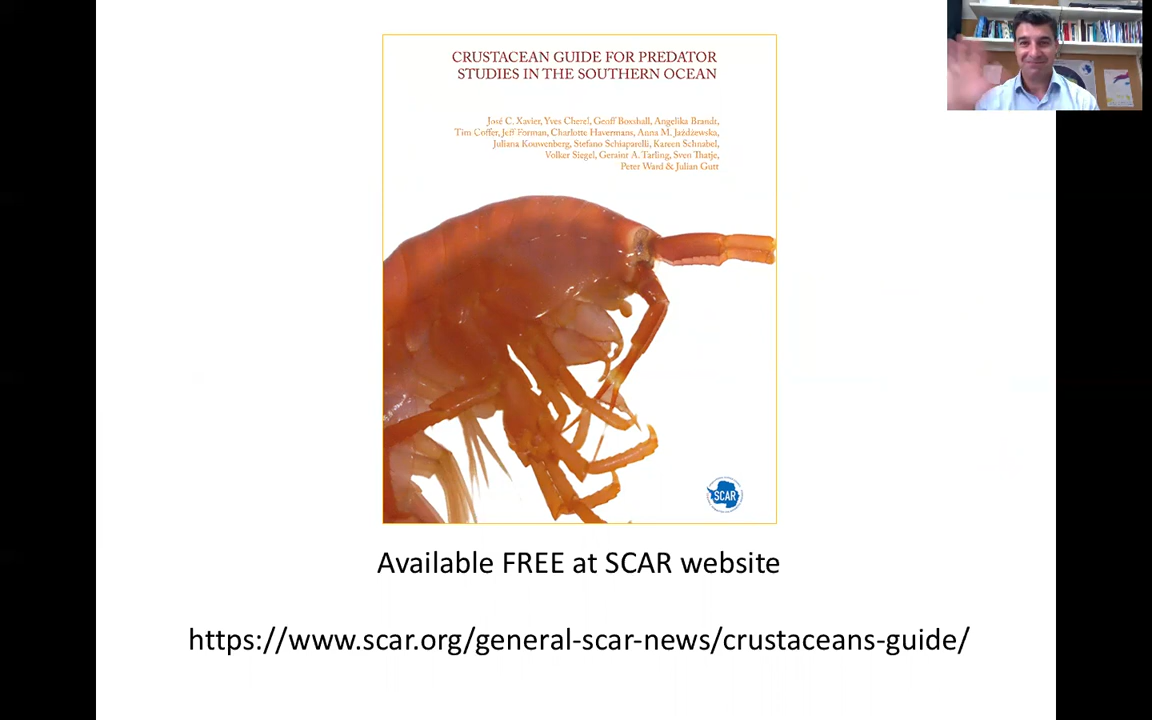 CRUSTACEAN GUIDE FOR PREDATOR
STUDIES IN THE SOUTHERN OCEAN
José C. Xavier, Yves Cherel, Geoff Boxshall, Angelika Brandt,
Tim Coffer, Jeff Forman, Charlotte Havermans, Anna M. Jażdżewska,
Juliana Kouwenberg, Stefano Schiaparelli, Kareen Schnabel,
Volker Siegel, Geraint A. Tarling, Sven Thatje,
Peter Ward & Julian Gutt
SCAR
Available FREE at SCAR website
https://www.scar.org/general-scar-news/crustaceans-guide/